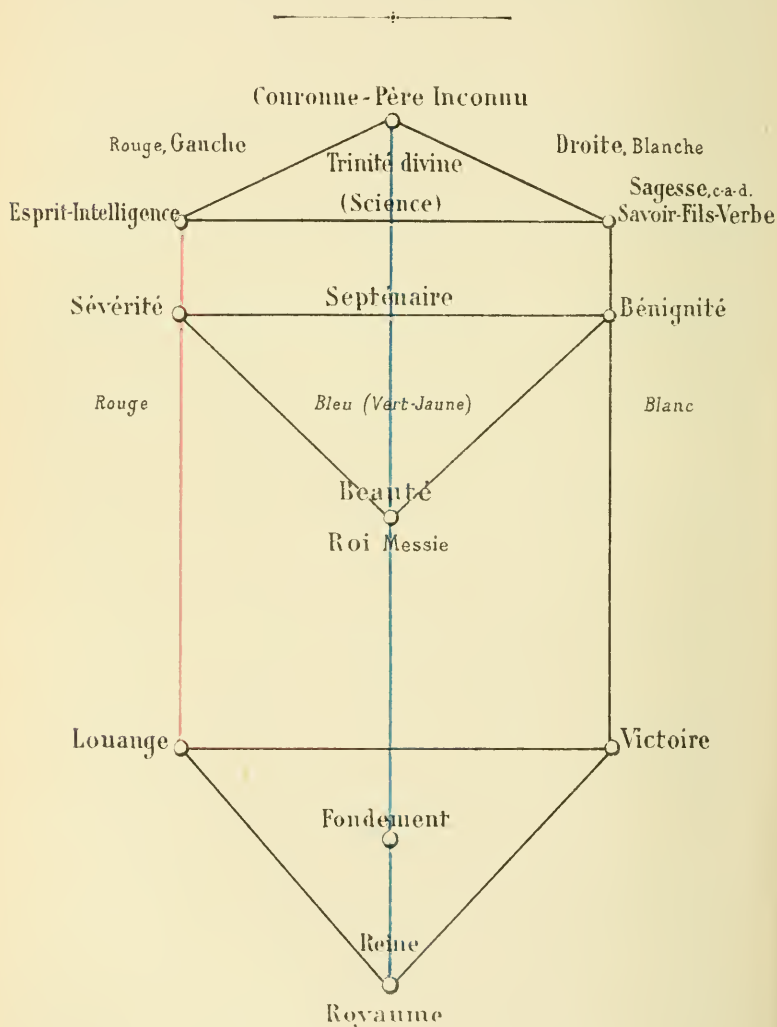 Couronne-Père Inconnu
Rouge, Gauche
Droite, Blanche
Trinité divine
Sagesse, c-a-d.
Esprit-Intelligence
(Science)
Savoir-Fils-Verbe
Sévérité
Septénaire
Bénignité
Rouge
Bleu (Vert-Jaune)
Blanc
Beauté
Roi Messie
Louange
Victoire
Fondement
Reine
Royaume